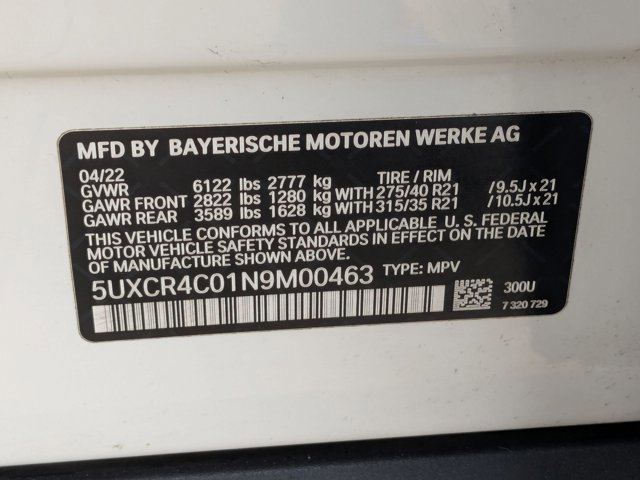 MFD BY BAYERISCHE MOTOREN WERKE AG
04/22 TIRE / RIM
GVWR 6122 lbs 2777 kg
GAWR FRONT 2822 lbs 1280 kg WITH 275/40 R21 /9.5J x 21
GAWR REAR 3589 lbs 1628 kg WITH 315/35 R21 /10.5J x 21
THIS VEHICLE CONFORMS TO ALL APPLICABLE U. S. FEDERAL
MOTOR VEHICLE SAFETY STANDARDS IN EFFECT ON THE DATE
OF MANUFACTURE SHOWN ABOVE.
5UXCR4C01N9M00463 TYPE: MPV
300U
7 320 729